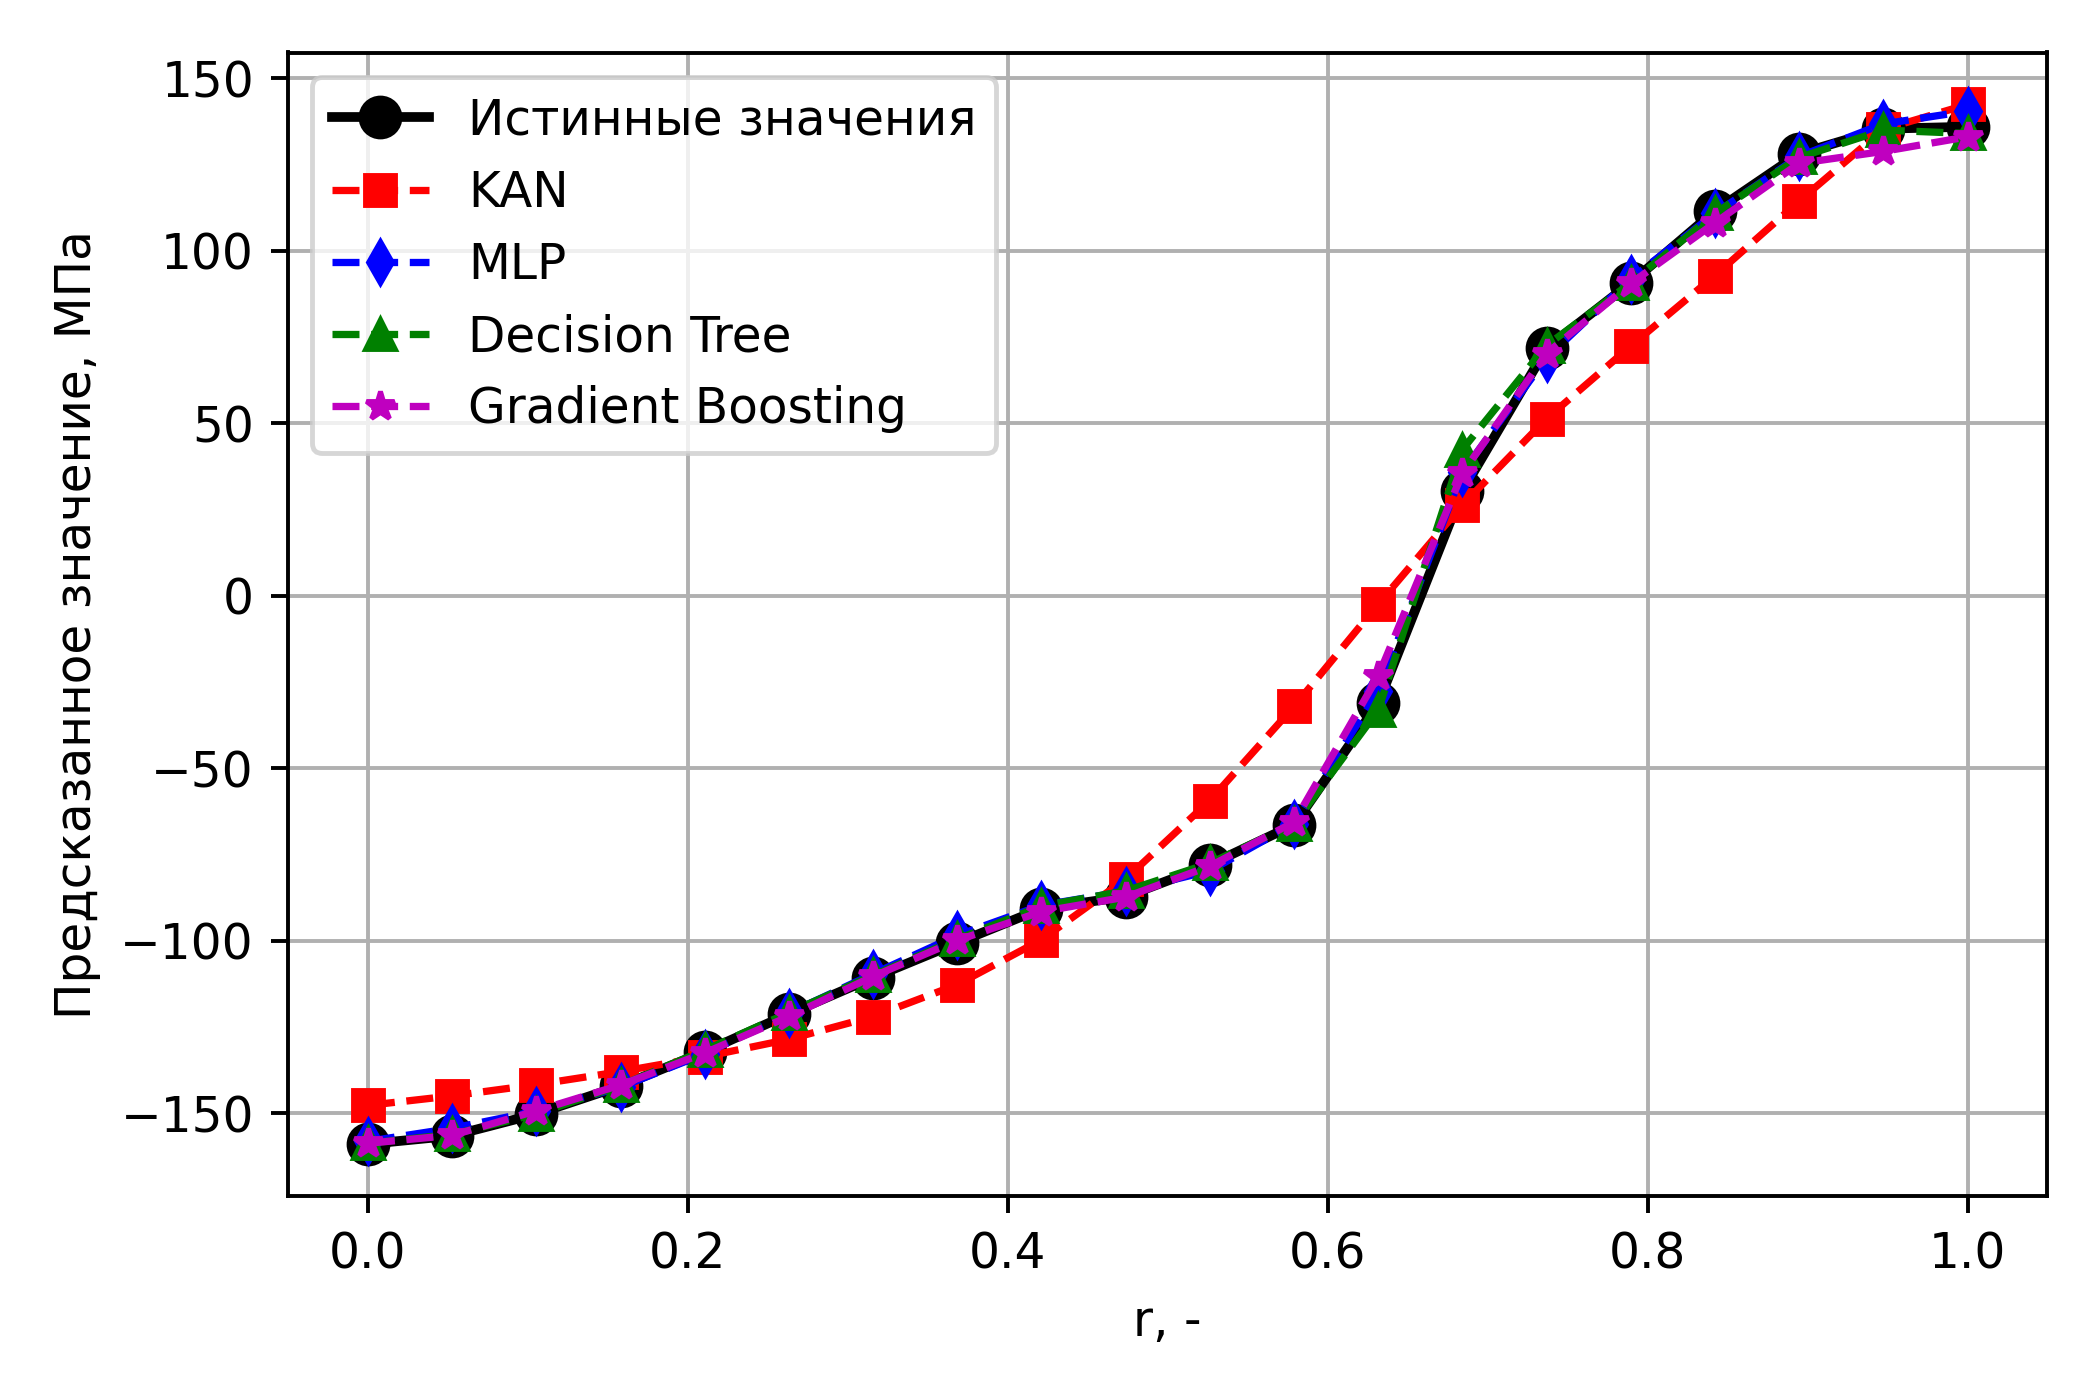 Истинные значения
KAN
MLP
Decision Tree
Gradient Boosting
Предсказанное значение, МПа
150
100
50
0
−50
−100
−150
0.0 0.2 0.4 0.6 0.8 1.0
r, -